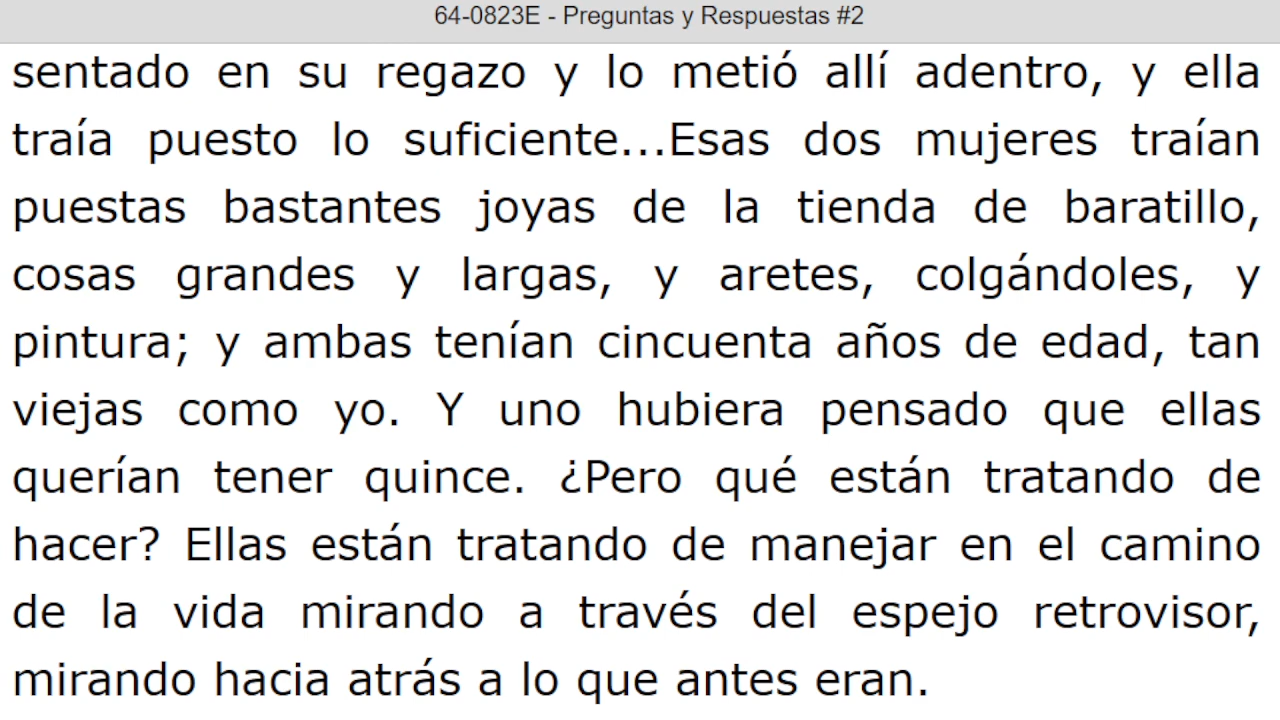 64-0823E - Preguntas y Respuestas #2
sentado en su regazo y lo metió allí adentro, y ella
traía puesto lo suficiente...Esas dos mujeres traían
puestas bastantes joyas de la tienda de baratillo,
cosas grandes y largas, y aretes, colgándoles, y
pintura; y ambas tenían cincuenta años de edad, tan
viejas como yo. Y uno hubiera pensado que ellas
querían tener quince. ¿Pero qué están tratando de
hacer? Ellas están tratando de manejar en el camino
de la vida mirando a través del espejo retrovisor,
mirando hacia atrás a lo que antes eran.